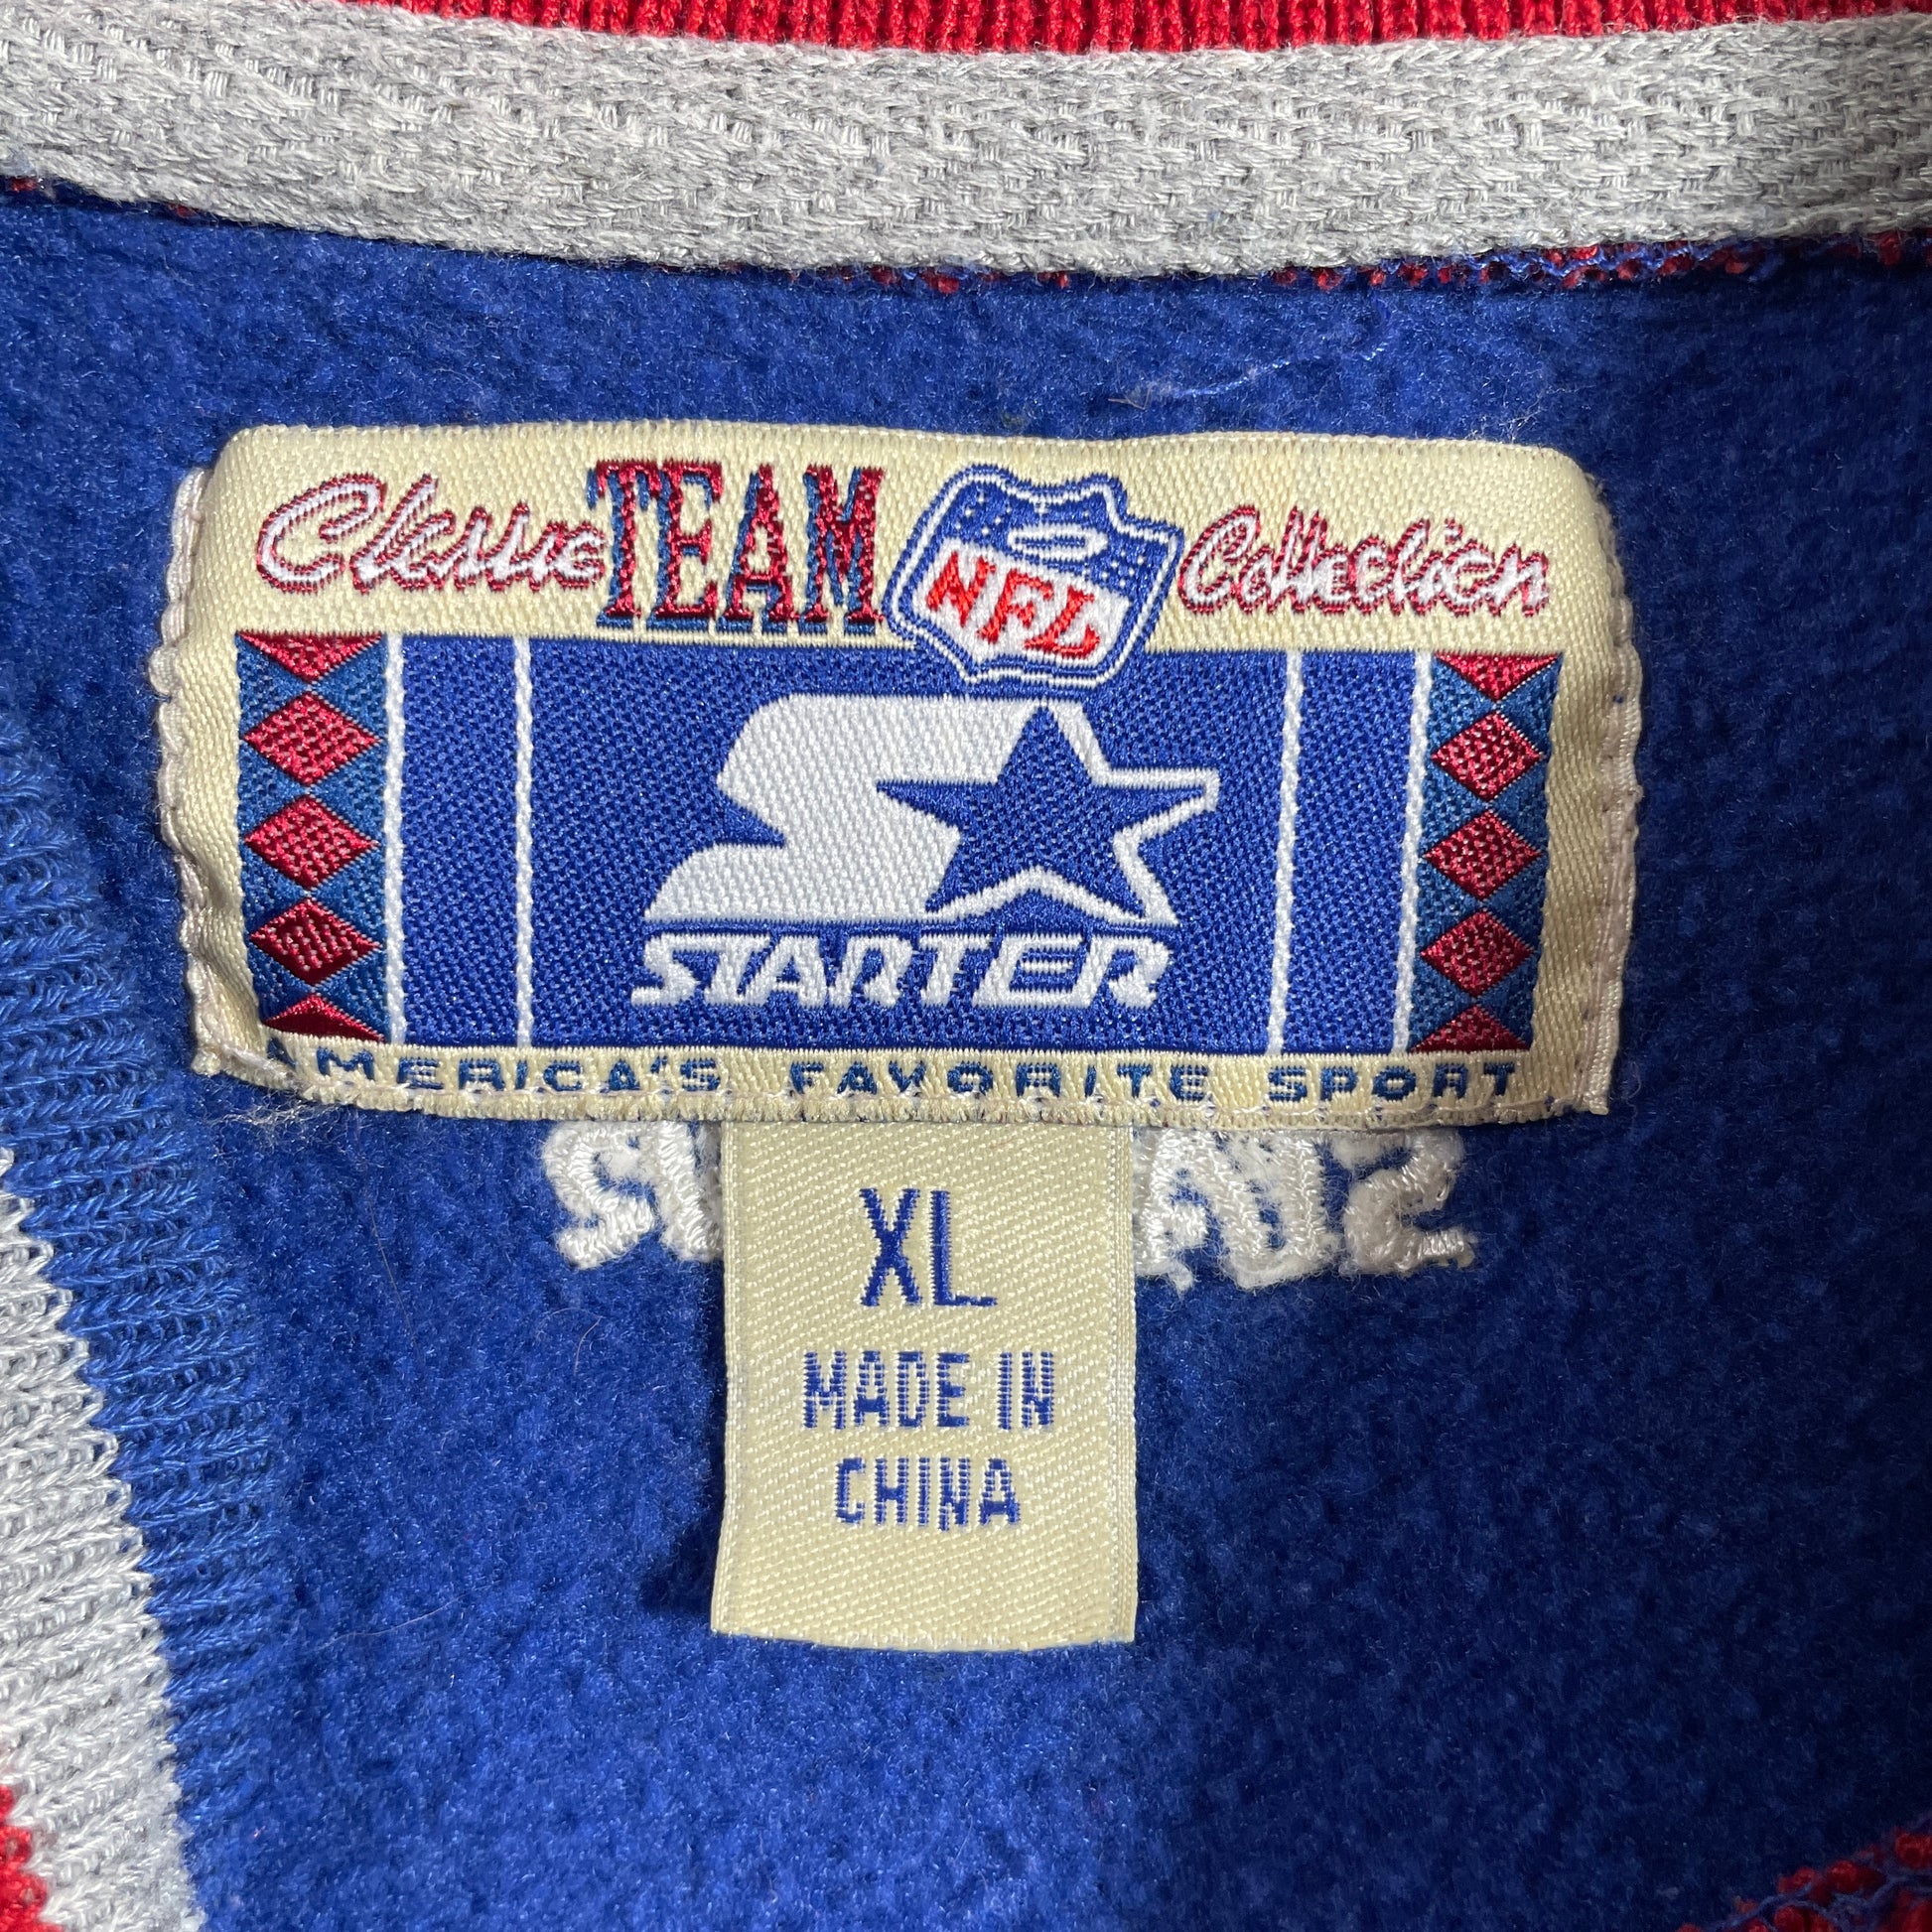 Classic TEAM NFL Collection
STARTER
AMERICA'S FAVORITE SPORT
XL
MADE IN
CHINA